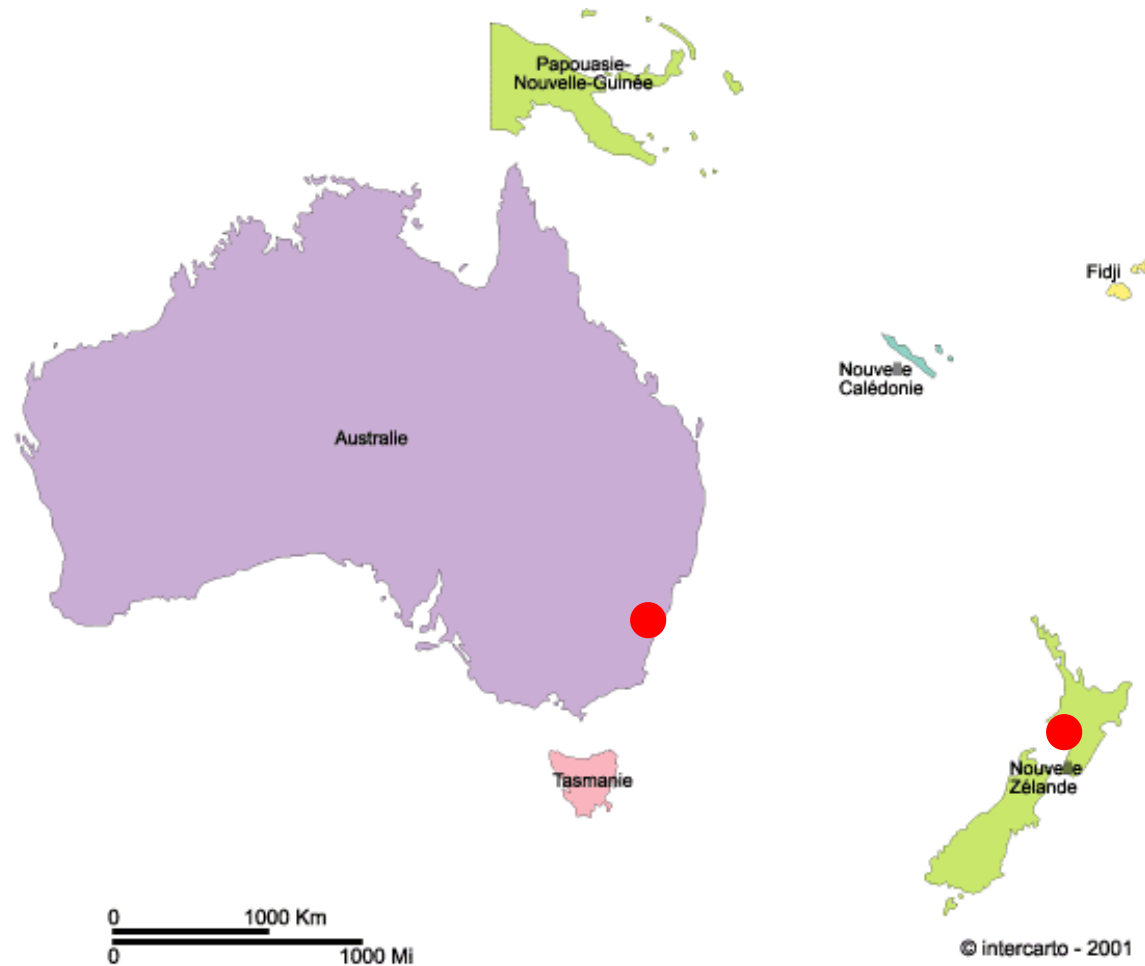 Papouasie-
Nouvelle-Guinée
Fidji
Nouvelle
Calédonie
Australie
Nouvelle
Zélande
Tasmanie
0 1000 Km
0 1000 Mi
© intercarto - 2001